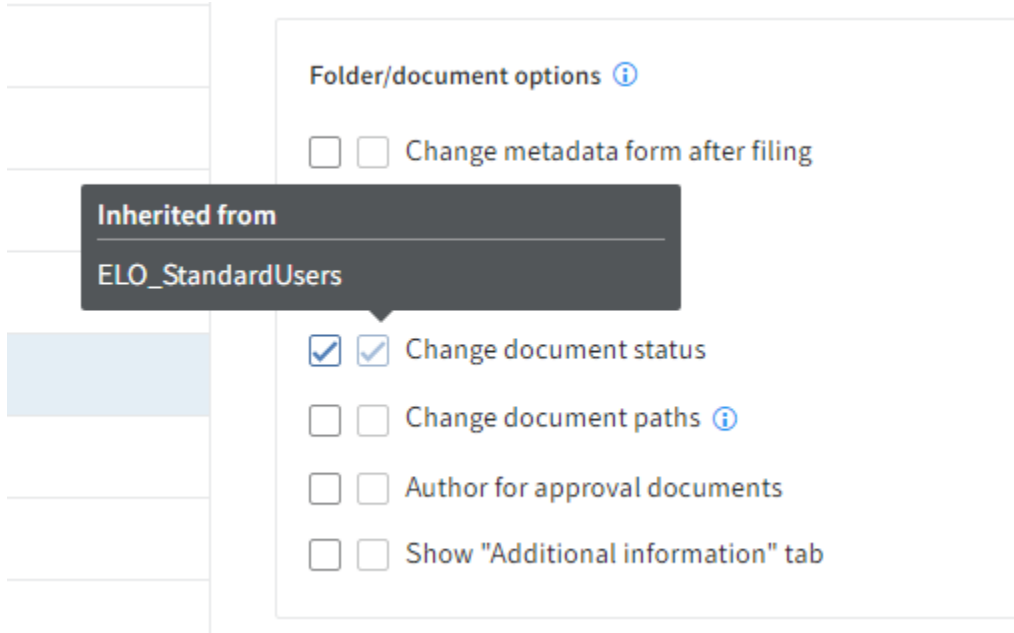 Folder/document options
Change metadata form after filing
Inherited from
ELO_StandardUsers
Change document status
Change document paths
Author for approval documents
Show "Additional information" tab